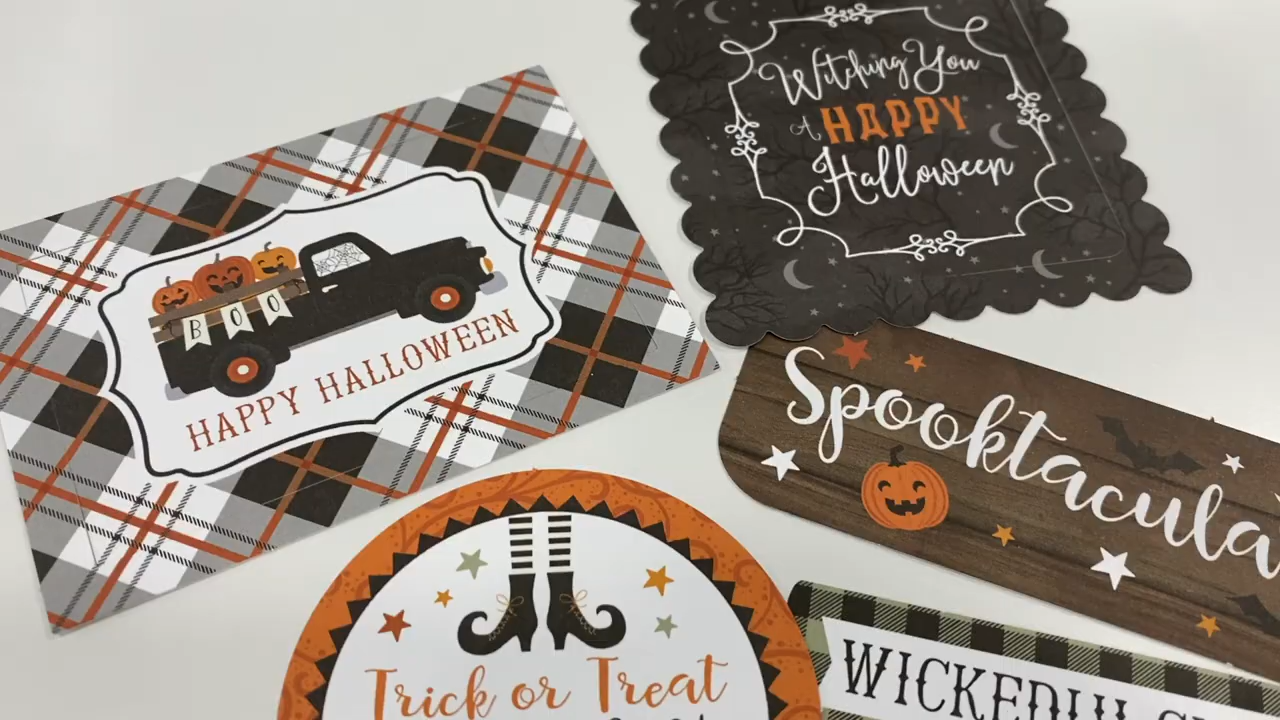 BOO
HAPPY HALLOWEEN
Witching You
A HAPPY
Halloween
Spooktacula
Trick or Treat